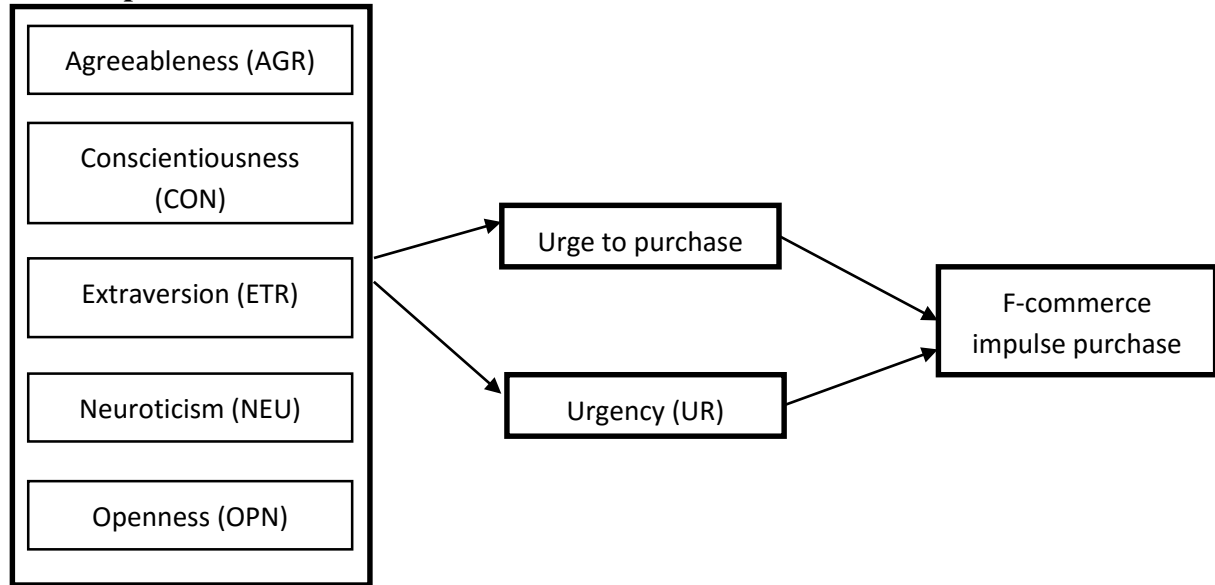 Agreeableness (AGR)
Conscientiousness
(CON)
Extraversion (ETR)
Neuroticism (NEU)
Openness (OPN)
Urge to purchase
Urgency (UR)
F-commerce
impulse purchase